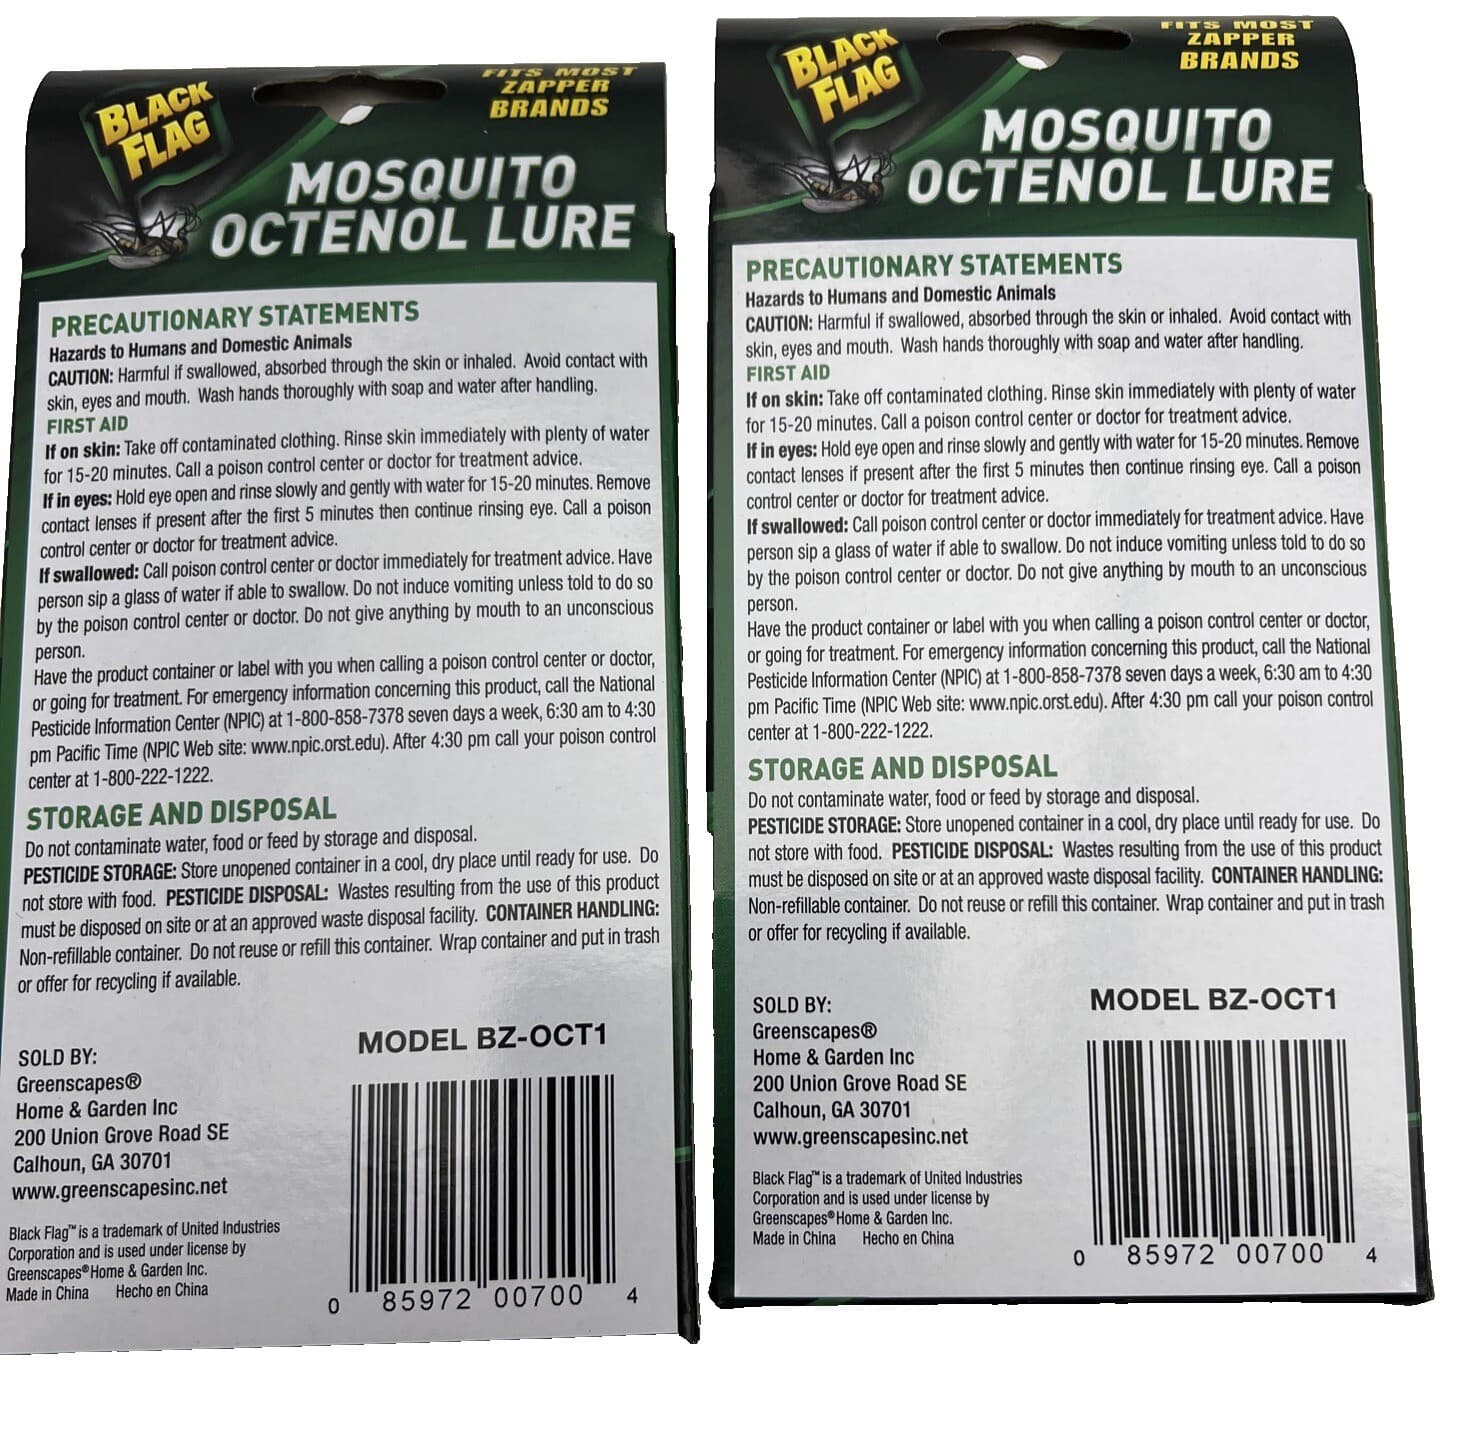 BLACK
FLAG
FITS MOST
ZAPPER
BRANDS
MOSQUITO
OCTENOL LURE
PRECAUTIONARY STATEMENTS
Hazards to Humans and Domestic Animals
CAUTION: Harmful if swallowed, absorbed through the skin or inhaled. Avoid contact with
skin, eyes and mouth. Wash hands thoroughly with soap and water after handling.
FIRST AID
If on skin: Take off contaminated clothing. Rinse skin immediately with plenty of water
for 15-20 minutes. Call a poison control center or doctor for treatment advice.
If in eyes: Hold eye open and rinse slowly and gently with water for 15-20 minutes. Remove
contact lenses if present after the first 5 minutes then continue rinsing eye. Call a poison
control center or doctor for treatment advice.
If swallowed: Call poison control center or doctor immediately for treatment advice. Have
person sip a glass of water if able to swallow. Do not induce vomiting unless told to do so
by the poison control center or doctor. Do not give anything by mouth to an unconscious
person.
Have the product container or label with you when calling a poison control center or doctor,
or going for treatment. For emergency information concerning this product, call the National
Pesticide Information Center (NPIC) at 1-800-858-7378 seven days a week, 6:30 am to 4:30
pm Pacific Time (NPIC Web site: www.npic.orst.edu). After 4:30 pm call your poison control
center at 1-800-222-1222.
STORAGE AND DISPOSAL
Do not contaminate water, food or feed by storage and disposal.
PESTICIDE STORAGE: Store unopened container in a cool, dry place until ready for use. Do
not store with food. PESTICIDE DISPOSAL: Wastes resulting from the use of this product
must be disposed on site or at an approved waste disposal facility. CONTAINER HANDLING:
Non-refillable container. Do not reuse or refill this container. Wrap container and put in trash
or offer for recycling if available.
MODEL BZ-OCT1
SOLD BY:
Greenscapes®
Home & Garden Inc
200 Union Grove Road SE
Calhoun, GA 30701
www.greenscapesinc.net
Black Flag™ is a trademark of United Industries
Corporation and is used under license by
Greenscapes® Home & Garden Inc.
Made in China Hecho en China
0 85972 00700 4
BLACK
FLAG
FITS MOST
ZAPPER
BRANDS
MOSQUITO
OCTENOL LURE
PRECAUTIONARY STATEMENTS
Hazards to Humans and Domestic Animals
CAUTION: Harmful if swallowed, absorbed through the skin or inhaled. Avoid contact with
skin, eyes and mouth. Wash hands thoroughly with soap and water after handling.
FIRST AID
If on skin: Take off contaminated clothing. Rinse skin immediately with plenty of water
for 15-20 minutes. Call a poison control center or doctor for treatment advice.
If in eyes: Hold eye open and rinse slowly and gently with water for 15-20 minutes. Remove
contact lenses if present after the first 5 minutes then continue rinsing eye. Call a poison
control center or doctor for treatment advice.
If swallowed: Call poison control center or doctor immediately for treatment advice. Have
person sip a glass of water if able to swallow. Do not induce vomiting unless told to do so
by the poison control center or doctor. Do not give anything by mouth to an unconscious
person.
Have the product container or label with you when calling a poison control center or doctor,
or going for treatment. For emergency information concerning this product, call the National
Pesticide Information Center (NPIC) at 1-800-858-7378 seven days a week, 6:30 am to 4:30
pm Pacific Time (NPIC Web site: www.npic.orst.edu). After 4:30 pm call your poison control
center at 1-800-222-1222.
STORAGE AND DISPOSAL
Do not contaminate water, food or feed by storage and disposal.
PESTICIDE STORAGE: Store unopened container in a cool, dry place until ready for use. Do
not store with food. PESTICIDE DISPOSAL: Wastes resulting from the use of this product
must be disposed on site or at an approved waste disposal facility. CONTAINER HANDLING:
Non-refillable container. Do not reuse or refill this container. Wrap container and put in trash
or offer for recycling if available.
MODEL BZ-OCT1
SOLD BY:
Greenscapes®
Home & Garden Inc
200 Union Grove Road SE
Calhoun, GA 30701
www.greenscapesinc.net
Black Flag™ is a trademark of United Industries
Corporation and is used under license by
Greenscapes® Home & Garden Inc.
Made in China Hecho en China
0 85972 00700 4